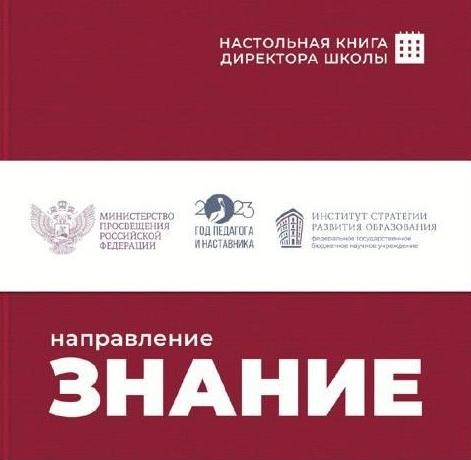 НАСТОЛЬНАЯ КНИГА
ДИРЕКТОРА ШКОЛЫ
МИНИСТЕРСТВО
ПРОСВЕЩЕНИЯ
РОССИЙСКОЙ
ФЕДЕРАЦИИ
2023
ГОД ПЕДАГОГА
И НАСТАВНИКА
ИНСТИТУТ СТРАТЕГИИ
РАЗВИТИЯ ОБРАЗОВАНИЯ
федеральное государственное
бюджетное научное учреждение
направление
ЗНАНИЕ